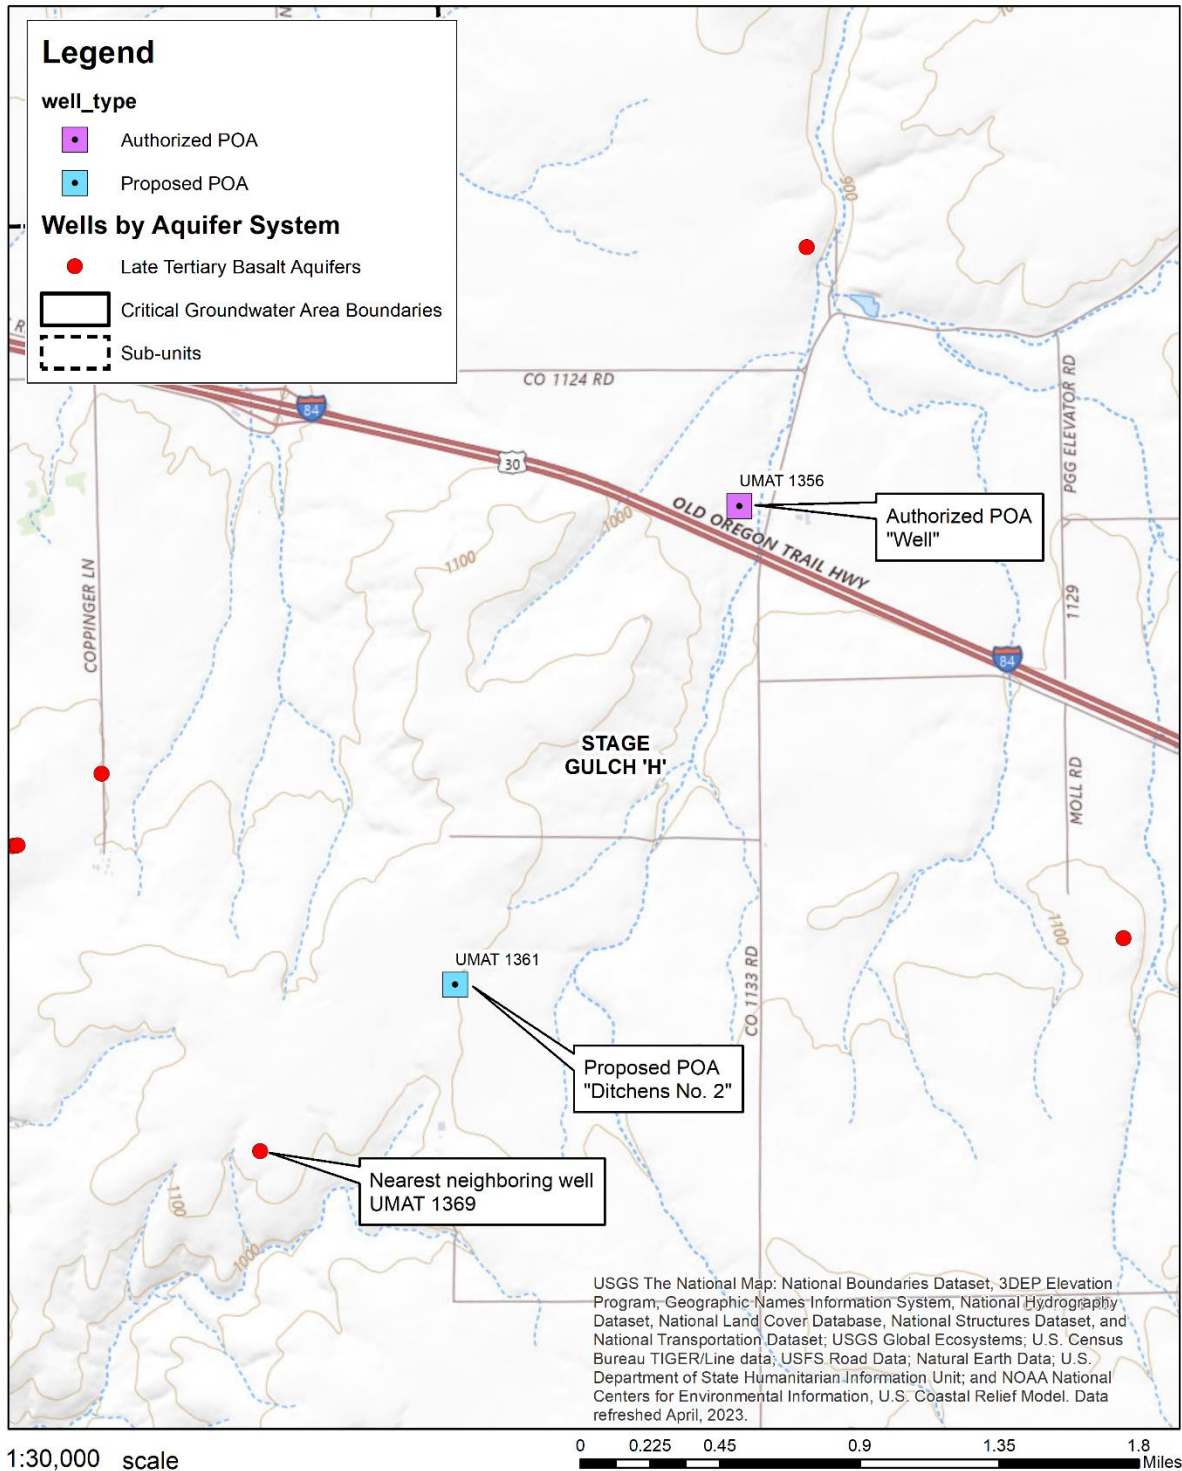 Legend
well_type
Authorized POA
Proposed POA
Wells by Aquifer System
Late Tertiary Basalt Aquifers
Critical Groundwater Area Boundaries
Sub-units
N
R
900
CO 1124 RD
84
30
PGG ELEVATOR RD
UMAT 1356
OLD OREGON TRAIL HWY
Authorized POA
"Well"
1000
1100
COPPINGER LN
1129
84
STAGE
GULCH 'H'
MOLL RD
1100
UMAT 1361
CO 1133 RD
Proposed POA
"Ditchens No. 2"
Nearest neighboring well
UMAT 1369
1100
1000
USGS The National Map: National Boundaries Dataset, 3DEP Elevation
Program, Geographic Names Information System, National Hydrography
Dataset, National Land Cover Database, National Structures Dataset, and
National Transportation Dataset; USGS Global Ecosystems; U.S. Census
Bureau TIGER/Line data; USFS Road Data; Natural Earth Data; U.S.
Department of State Humanitarian Information Unit; and NOAA National
Centers for Environmental Information, U.S. Coastal Relief Model. Data
refreshed April, 2023.
1:30,000 scale
0 0.225 0.45 0.9 1.35 1.8
Miles